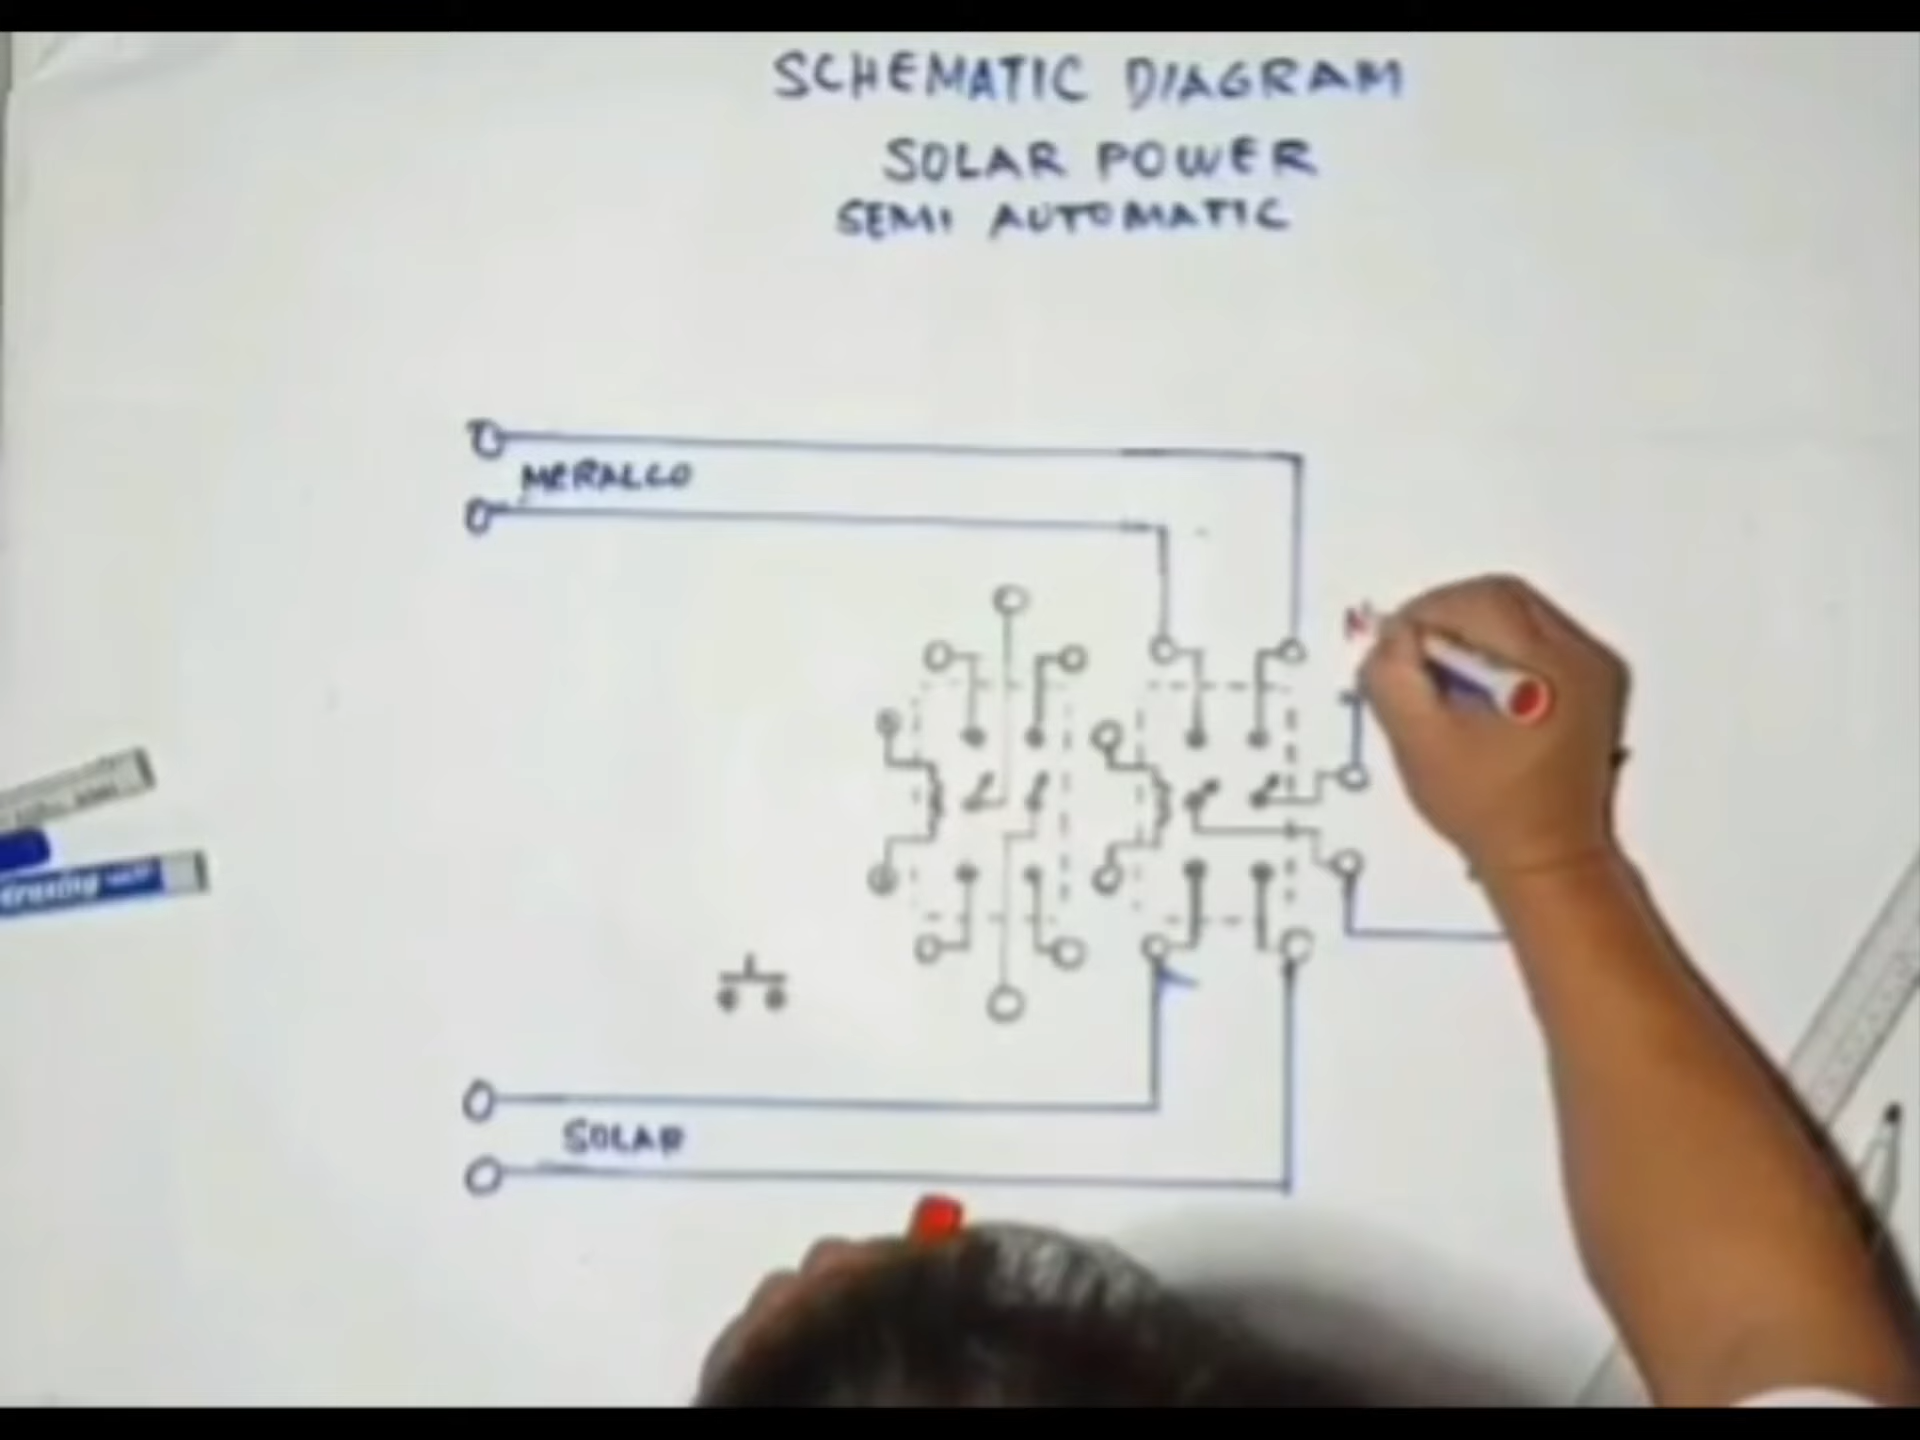 SCHEMATIC DIAGRAM
SOLAR POWER
SEMI AUTOMATIC
MERALCO
SOLAR